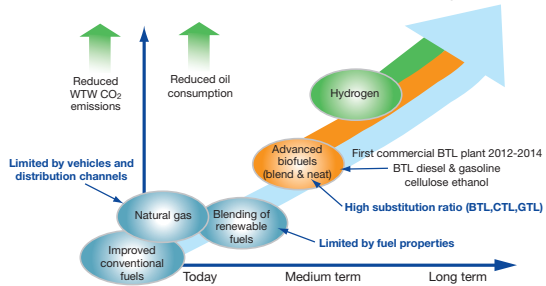 Reduced
WTW CO₂
emissions
Reduced oil
consumption
Hydrogen
Advanced
biofuels
(blend & neat)
First commercial BTL plant 2012-2014
BTL diesel & gasoline
cellulose ethanol
Limited by vehicles and
distribution channels
High substitution ratio (BTL,CTL,GTL)
Natural gas
Blending of
renewable
fuels
Limited by fuel properties
Improved
conventional
fuels
Today
Medium term
Long term